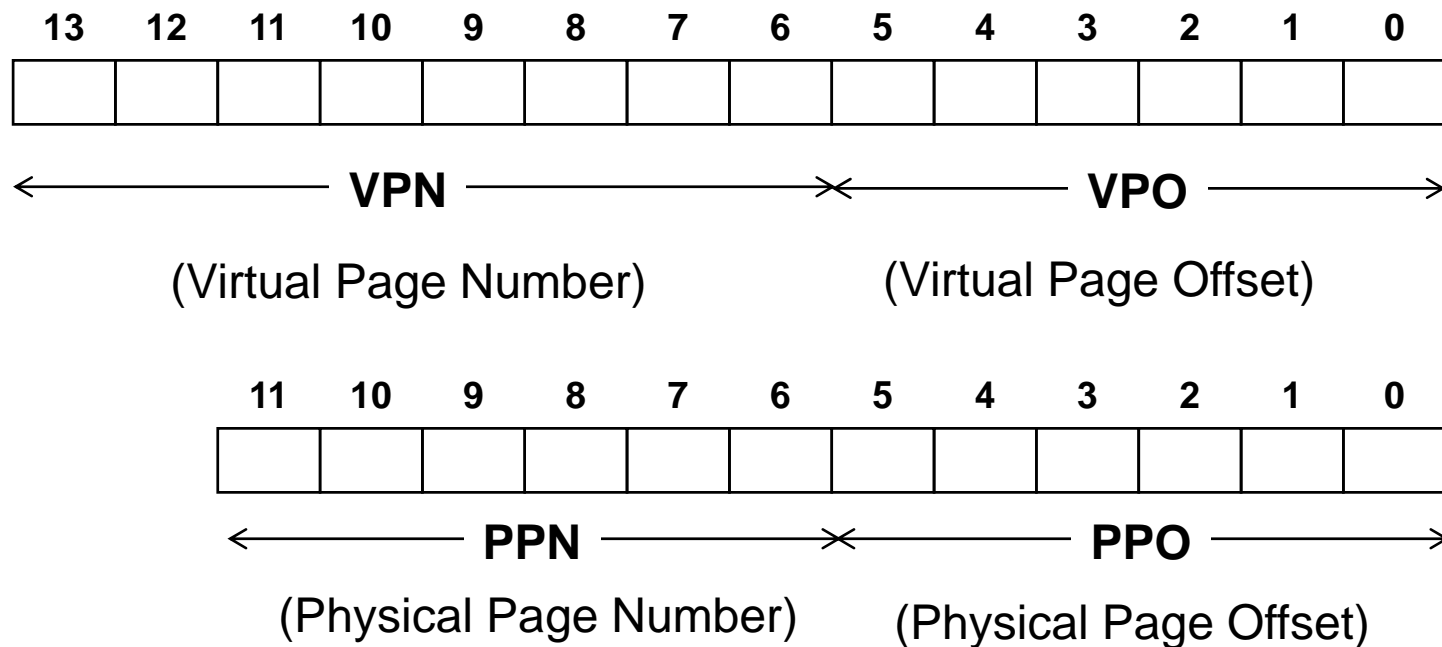 13 12 11 10 9 8 7 6 5 4 3 2 1 0
VPN VPO
(Virtual Page Number) (Virtual Page Offset)
11 10 9 8 7 6 5 4 3 2 1 0
PPN PPO
(Physical Page Number) (Physical Page Offset)